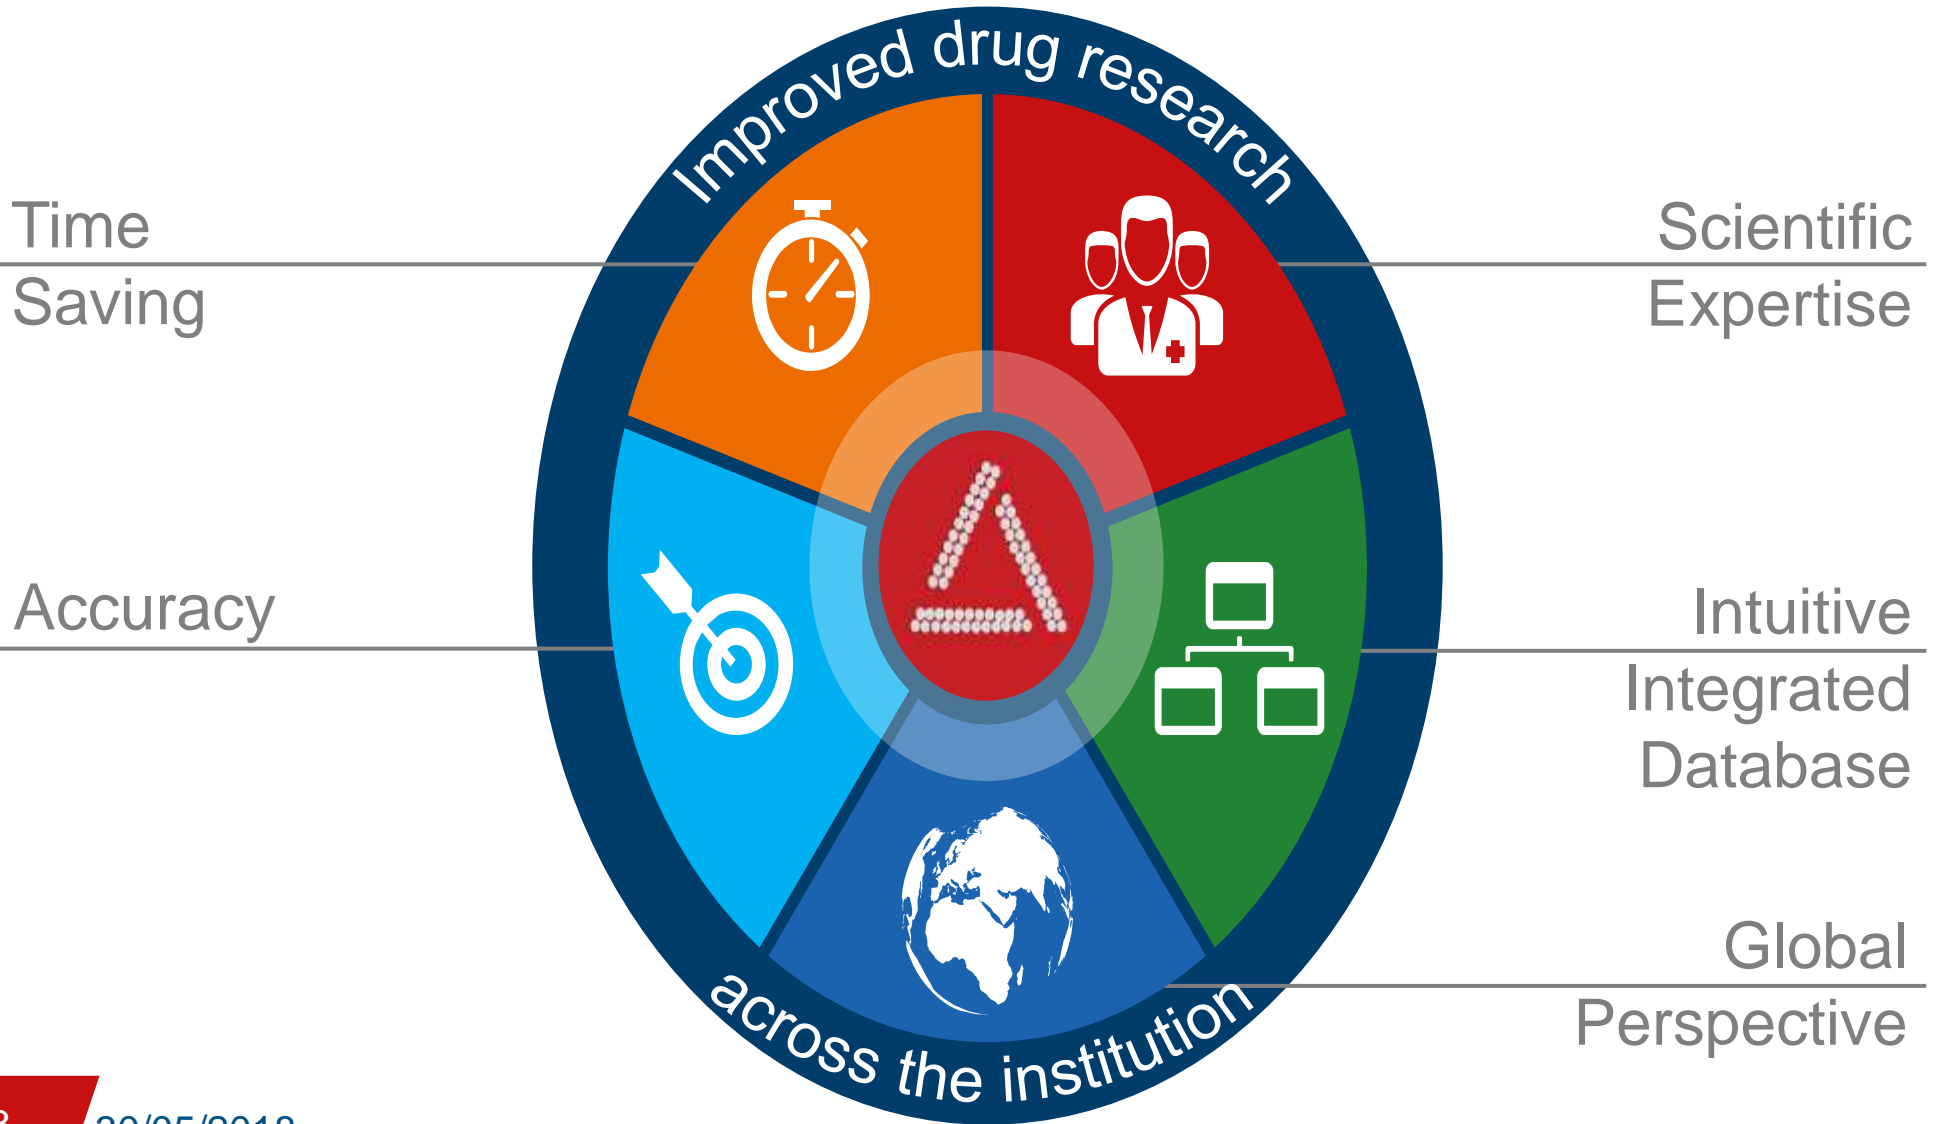 Improved drug research
Time
Saving
Scientific
Expertise
Accuracy
Intuitive
Integrated
Database
Global
Perspective
across the institution